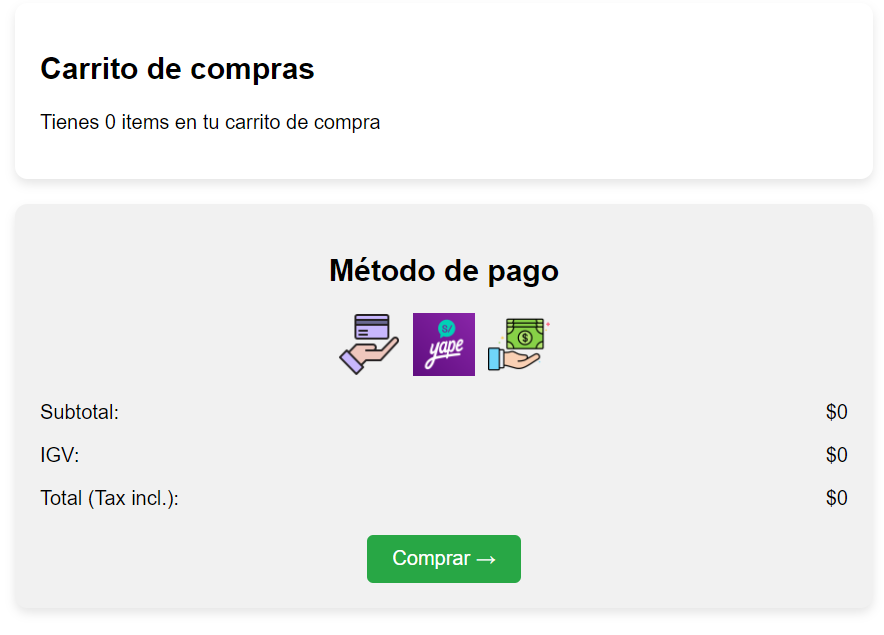 Carrito de compras
Tienes 0 items en tu carrito de compra
Método de pago
S/
yape
$
Subtotal: $0
IGV: $0
Total (Tax incl.): $0
Comprar →